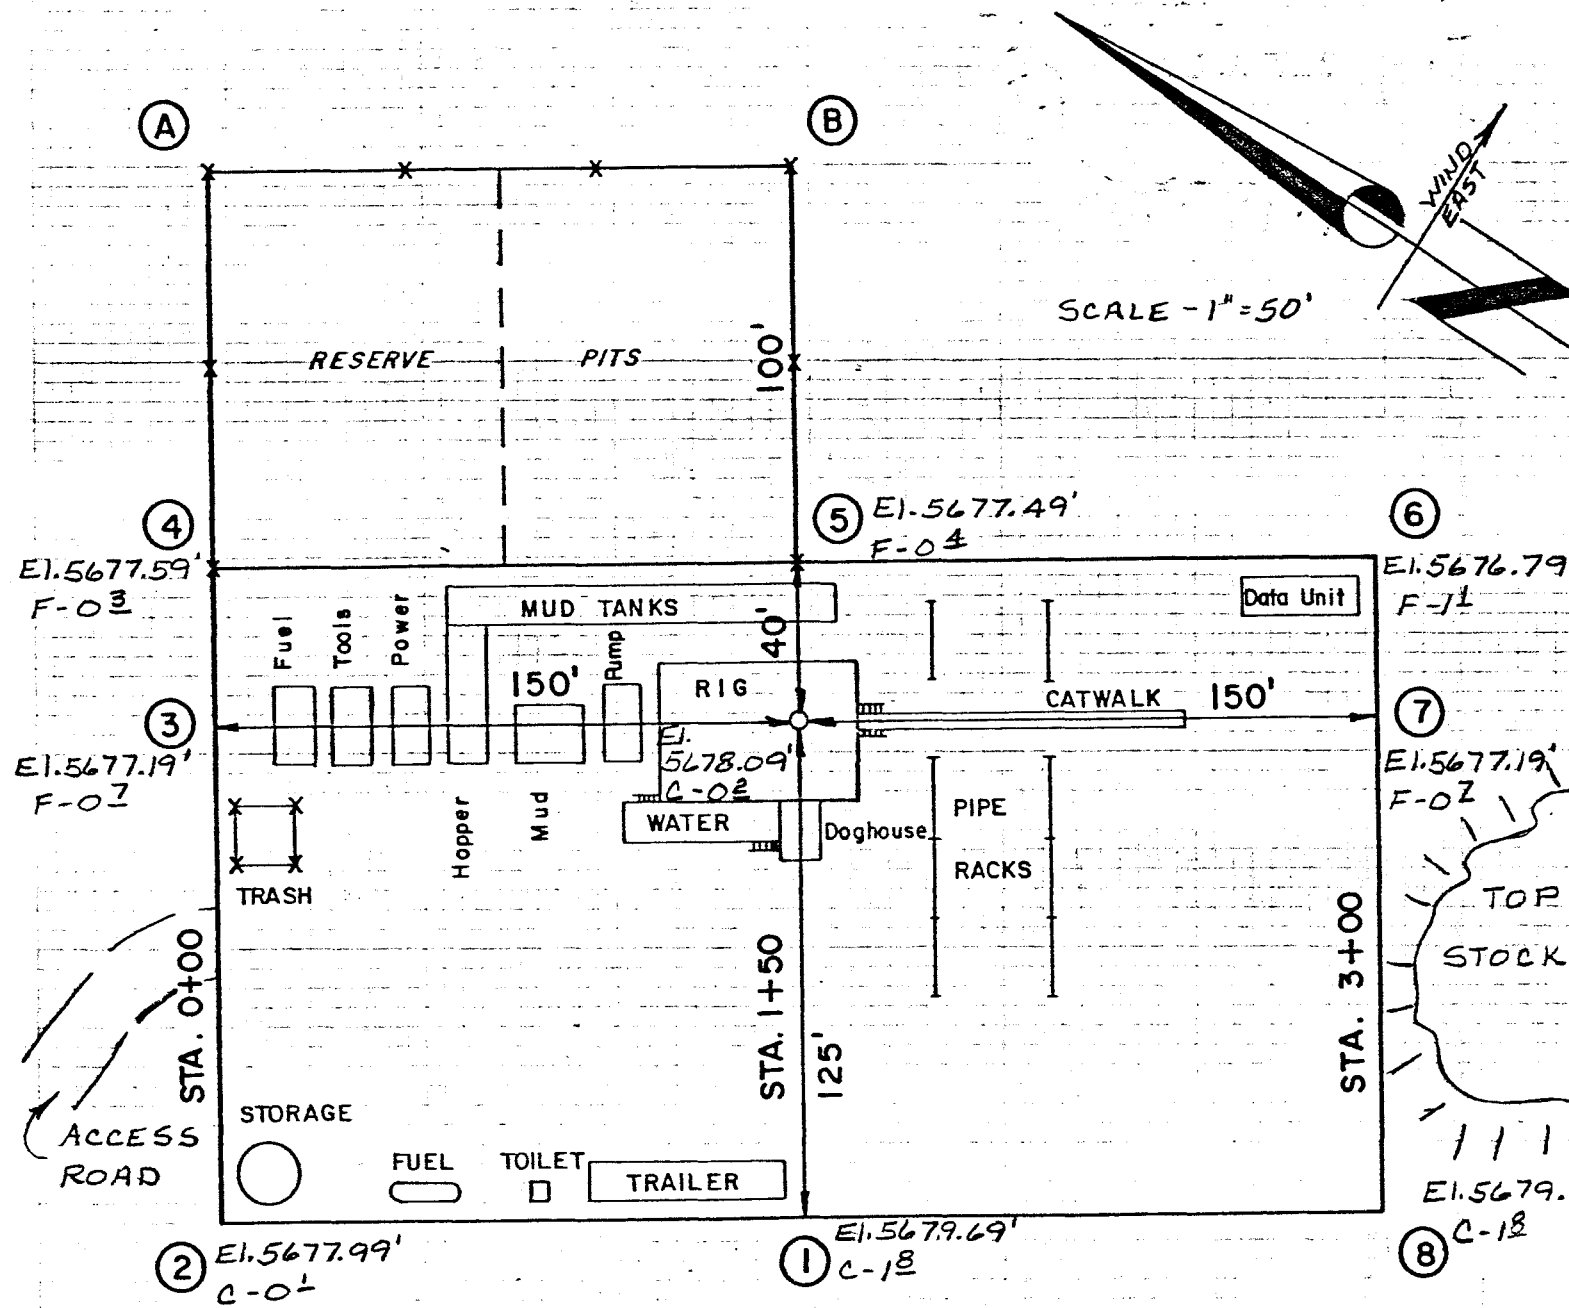 A
B
WIND
EAST
SCALE - 1" = 50'
RESERVE PITS
100'
4
5 El. 5677.49'
F-0 4
6
El. 5677.59'
F-0 3
El. 5676.79
F-1 1
MUD TANKS
Data Unit
Fuel
Tools
Power
Pump
40'
150'
RIG
CATWALK 150'
3
7
El.
5678.09'
C-0 2
El. 5677.19'
F-0 7
El. 5677.19'
F-0 7
Hopper
Mud
WATER
Doghouse
PIPE
RACKS
TRASH
TOP
STOCK
STA. 0+00
STA. 1+50
125'
STA. 3+00
ACCESS
ROAD
STORAGE
FUEL
TOILET
TRAILER
El. 5679.
C-1 8
8
2
El. 5677.99'
C-0 1
1
El. 5679.69'
C-1 8